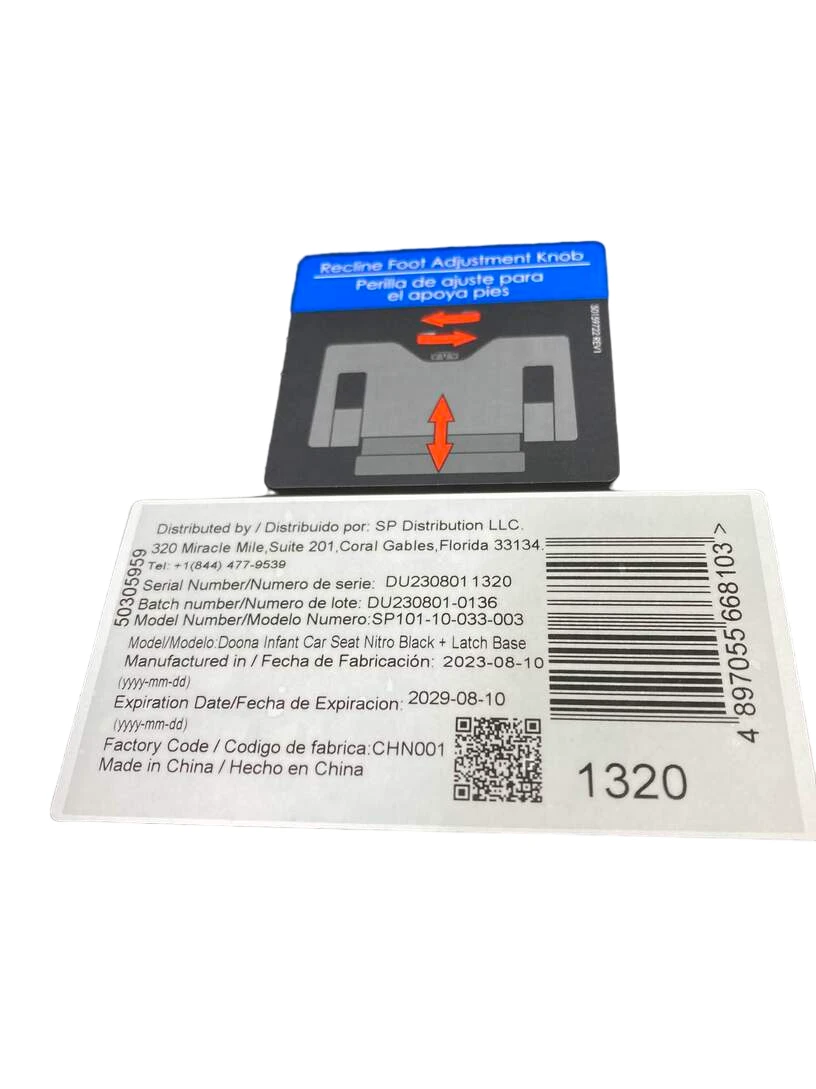 Recline Foot Adjustment Knob
Perilla de ajuste para
el apoya pies
50159722-REV1
Distributed by / Distribuido por: SP Distribution LLC.
320 Miracle Mile,Suite 201,Coral Gables,Florida 33134.
Tel: +1(844) 477-9539
Serial Number/Numero de serie: DU230801 1320
Batch number/Numero de lote: DU230801-0136
Model Number/Modelo Numero:SP101-10-033-003
Model/Modelo:Doona Infant Car Seat Nitro Black + Latch Base
Manufactured in / Fecha de Fabricación: 2023-08-10
(yyyy-mm-dd)
Expiration Date/Fecha de Expiracion: 2029-08-10
(yyyy-mm-dd)
Factory Code / Codigo de fabrica:CHN001
Made in China / Hecho en China
50305959
4 897055 668103 >
1320